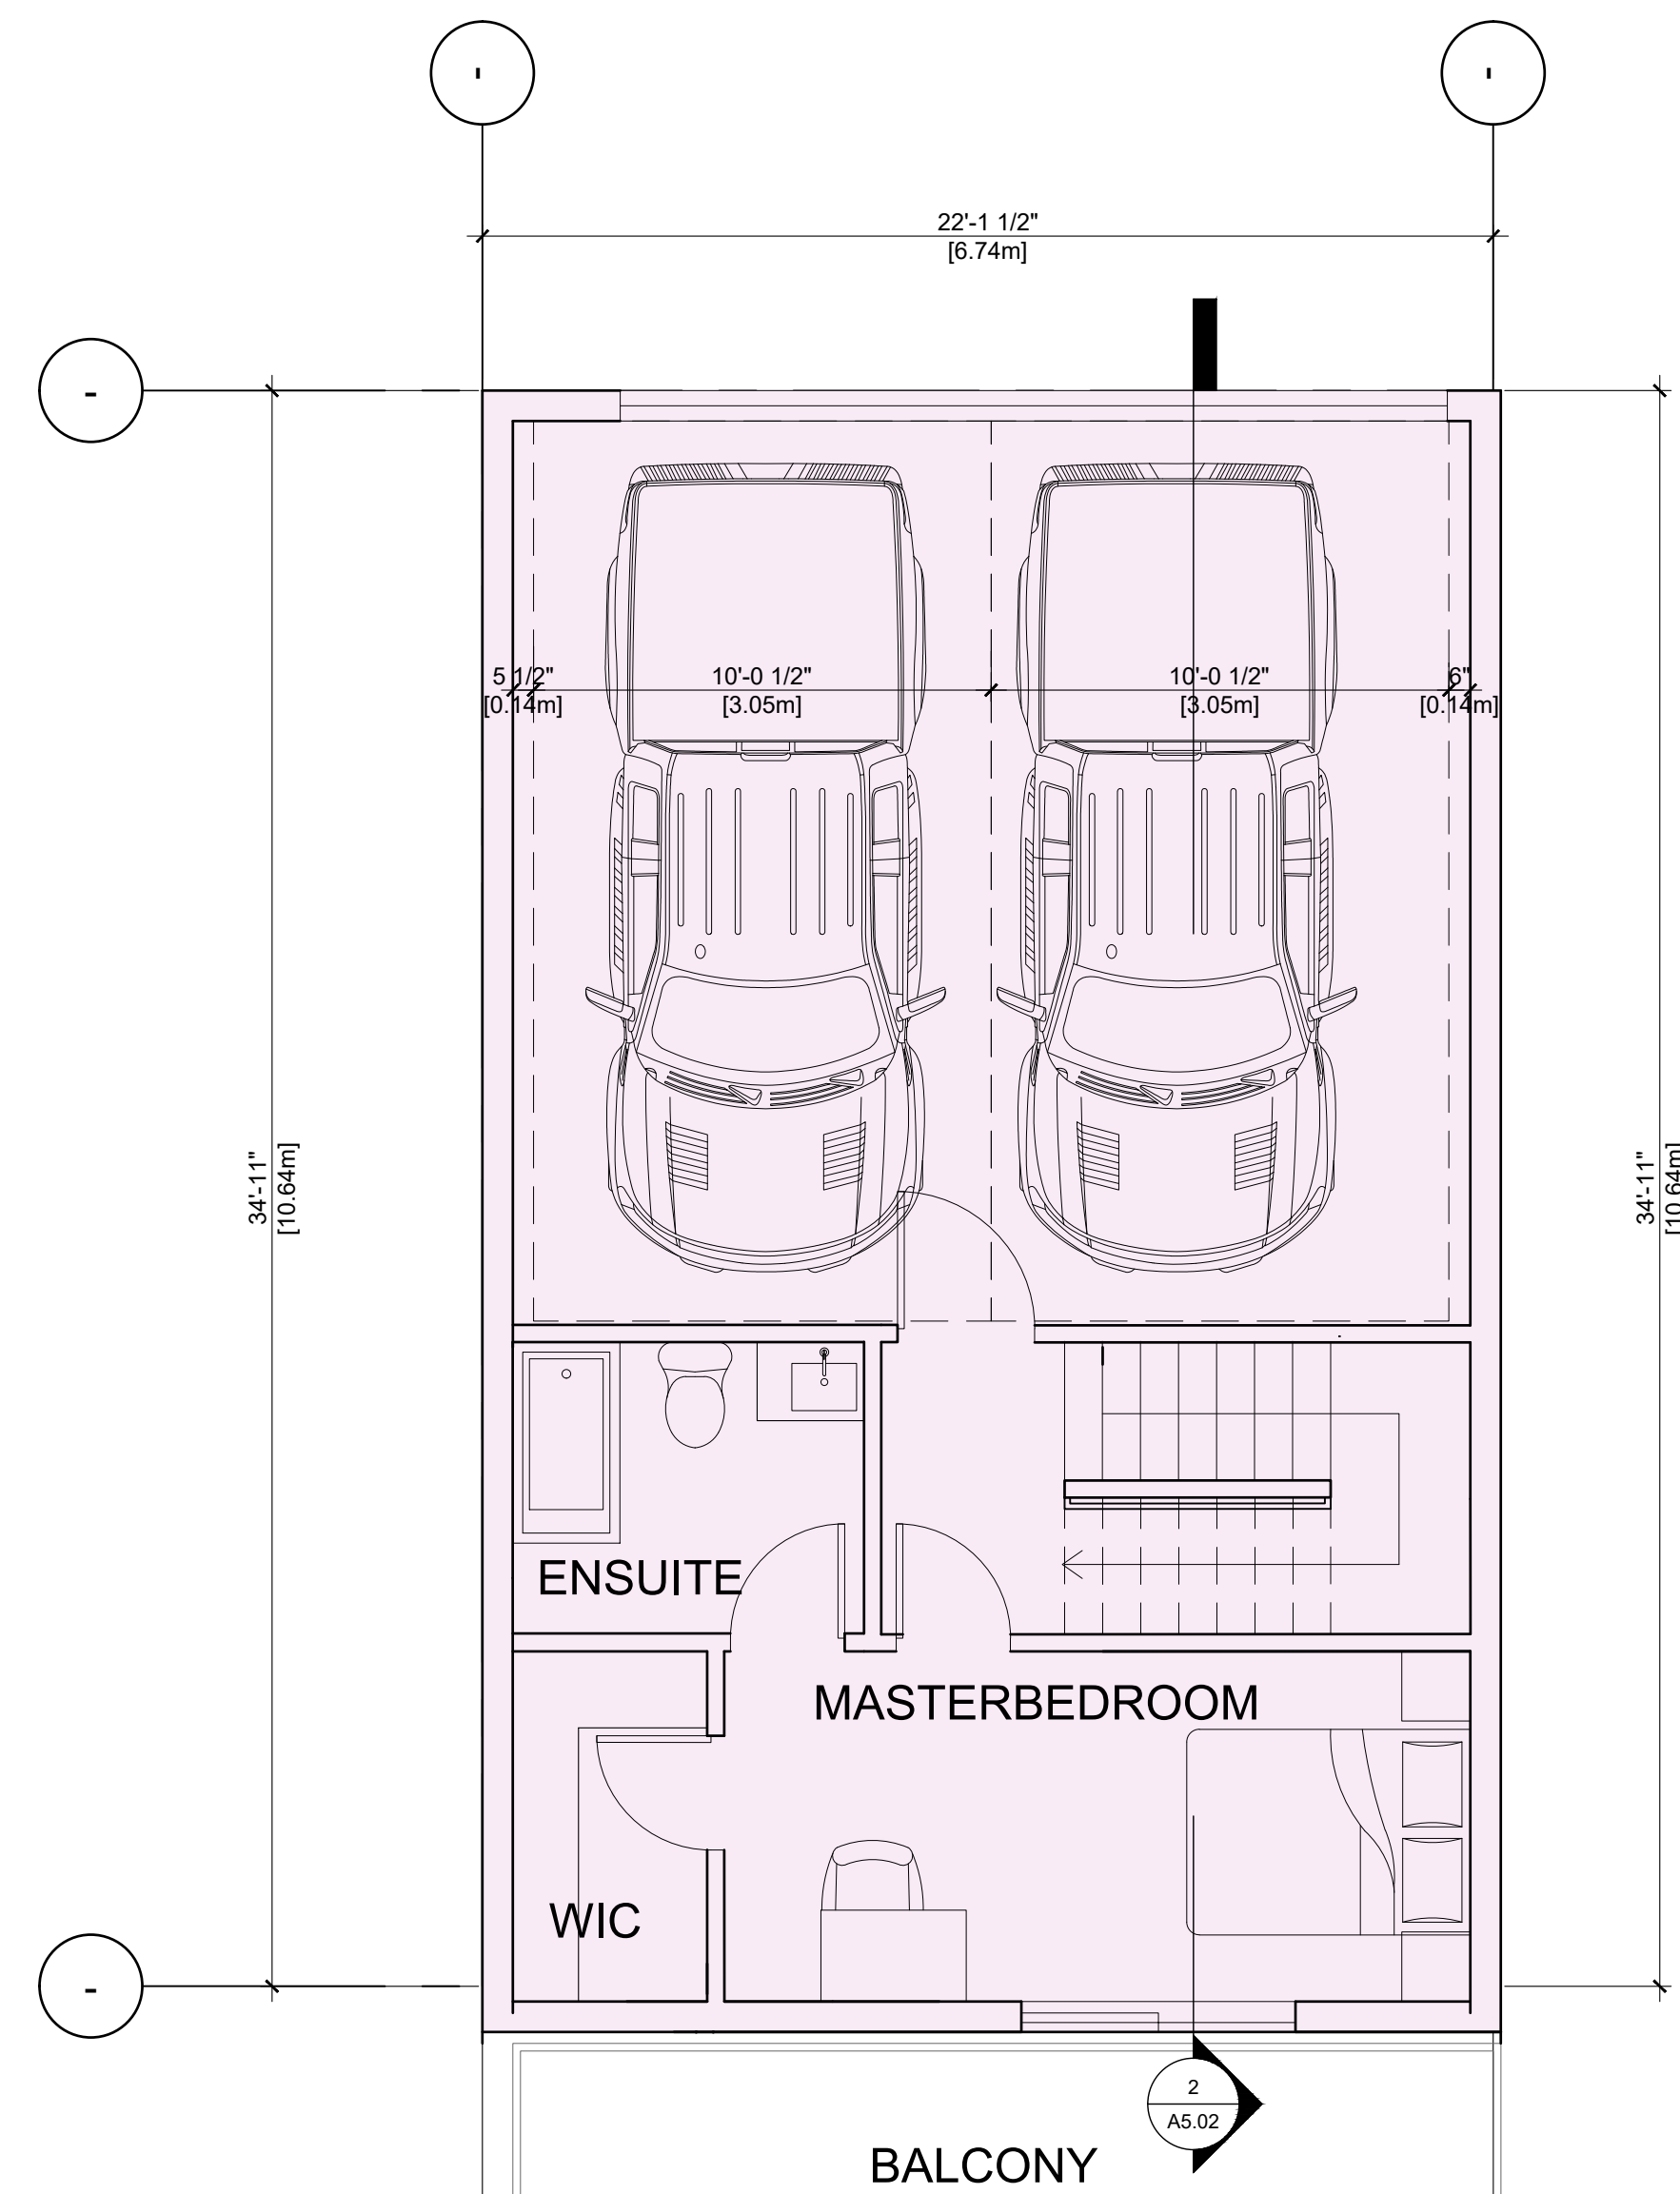 -
-
22'-1 1/2"
[6.74m]
-
5 1/2"
[0.14m]
10'-0 1/2"
[3.05m]
10'-0 1/2"
[3.05m]
6"
[0.14m]
34'-11"
[10.64m]
34'-11"
[10.64m]
ENSUITE
MASTERBEDROOM
WIC
-
2
A5.02
BALCONY